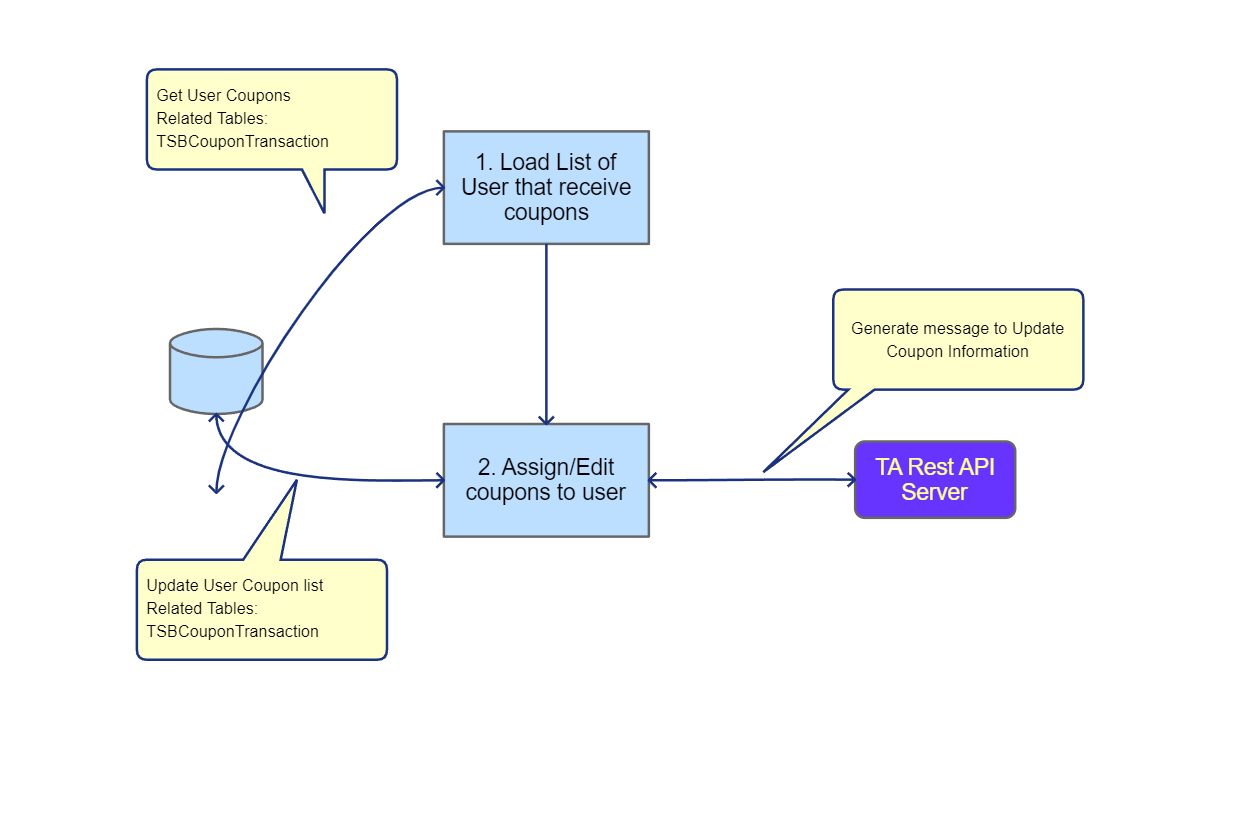 Get User Coupons
Related Tables:
TSBCouponTransaction
1. Load List of
User that receive
coupons
Generate message to Update
Coupon Information
2. Assign/Edit
coupons to user
TA Rest API
Server
Update User Coupon list
Related Tables:
TSBCouponTransaction